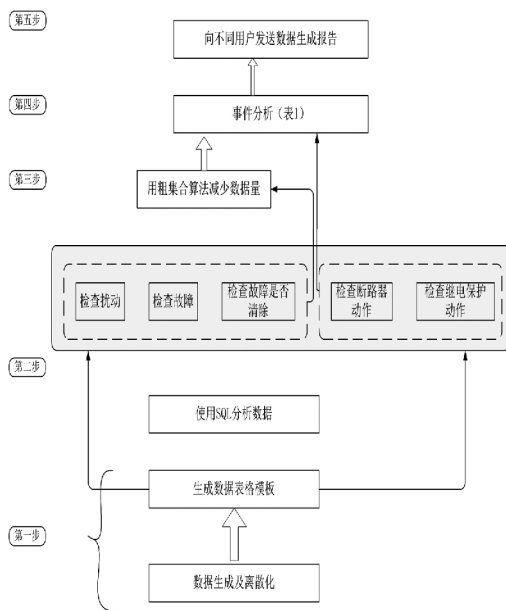 第五步
向不同用户发送数据生成报告
第四步
事件分析（表1）
第三步
用粗集合算法减少数据量
检查扰动
检查故障
检查故障是否
清除
检查断路器
动作
检查继电保护
动作
第二步
使用SQL分析数据
生成数据表格模板
第一步
数据生成及离散化